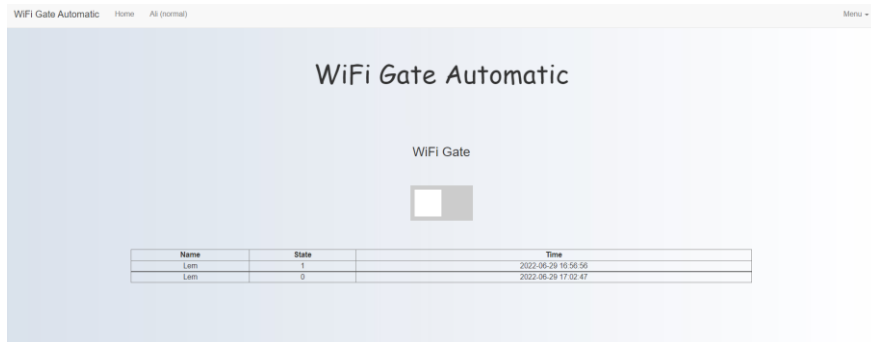 WiFi Gate Automatic Home Ali (normal) Menu
WiFi Gate Automatic
WiFi Gate
Name State Time
Lem 1 2022-06-29 16:56:56
Lem 0 2022-06-29 17:02:47